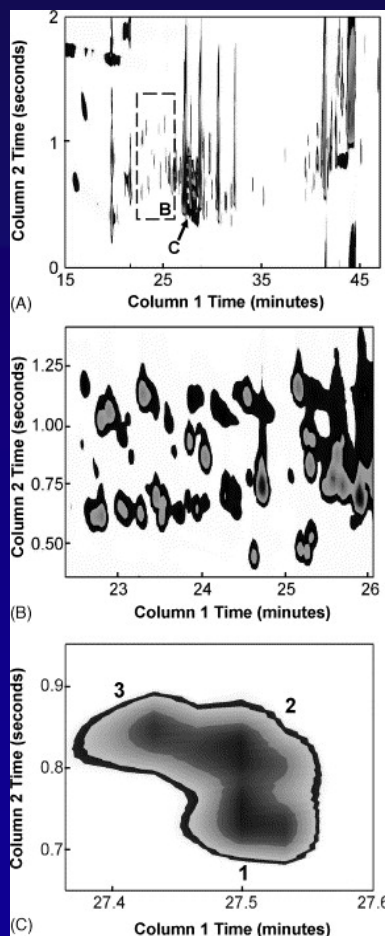 2
Column 2 Time (seconds)
1
B
C
0
15
25
35
45
(A)
Column 1 Time (minutes)
1.25
Column 2 Time (seconds)
1.00
0.75
0.50
23
24
25
26
(B)
Column 1 Time (minutes)
0.9
3
2
Column 2 Time (seconds)
0.8
0.7
1
27.4
27.5
27.6
(C)
Column 1 Time (minutes)